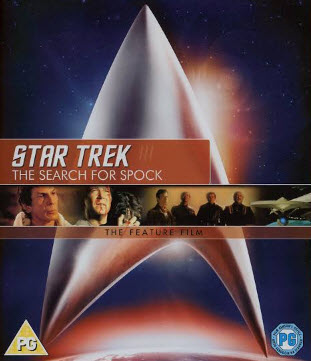 STAR TREK III
THE SEARCH FOR SPOCK
THE FEATURE FILM
PG
PG